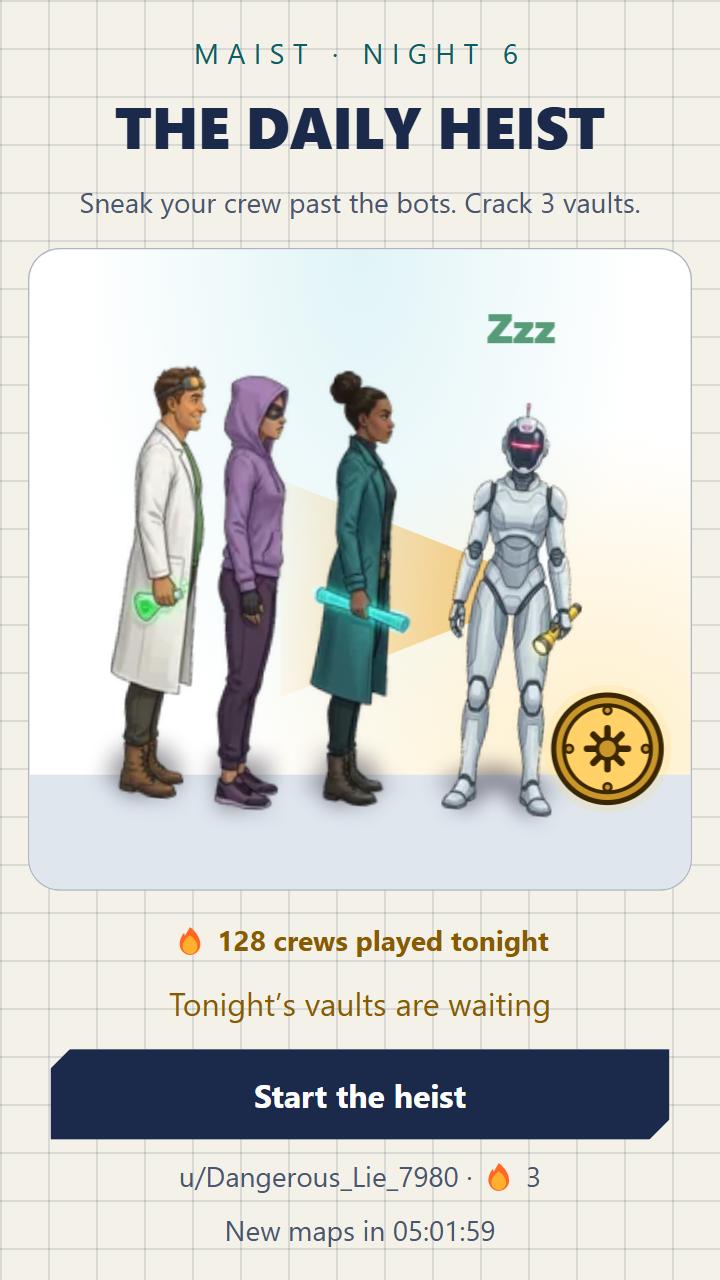 MAIST · NIGHT 6
THE DAILY HEIST
Sneak your crew past the bots. Crack 3 vaults.
Zzz
🔥 128 crews played tonight
Tonight’s vaults are waiting
Start the heist
u/Dangerous_Lie_7980 · 🔥 3
New maps in 05:01:59